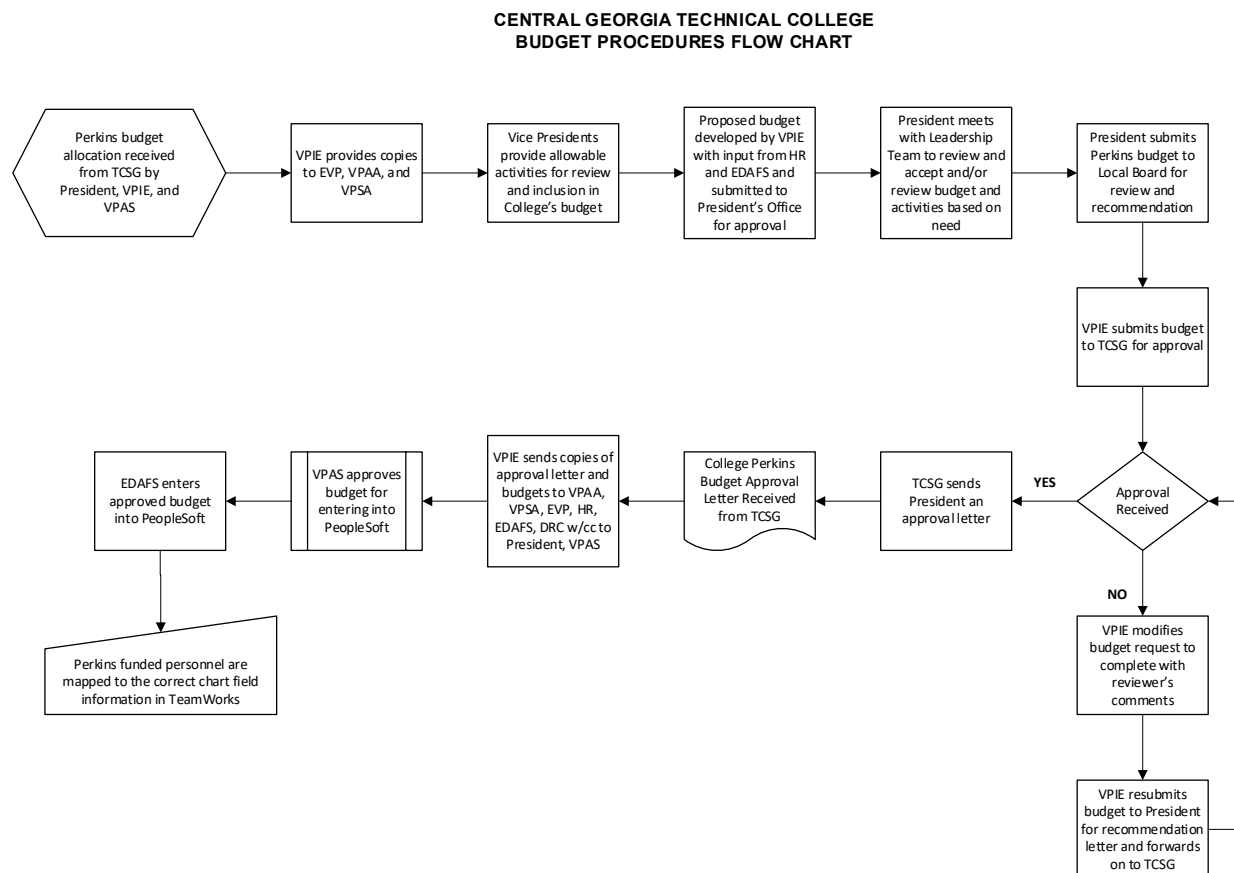 CENTRAL GEORGIA TECHNICAL COLLEGE
BUDGET PROCEDURES FLOW CHART
Perkins budget
allocation received
from TCSG by
President, VPIE, and
VPAS
VPIE provides copies
to EVP, VPAA, and
VPSA
Vice Presidents
provide allowable
activities for review
and inclusion in
College’s budget
Proposed budget
developed by VPIE
with input from HR
and EDAFS and
submitted to
President’s Office
for approval
President meets
with Leadership
Team to review and
accept and/or
review budget and
activities based on
need
President submits
Perkins budget to
Local Board for
review and
recommendation
VPIE submits budget
to TCSG for approval
Approval
Received
YES
TCSG sends
President an
approval letter
College Perkins
Budget Approval
Letter Received
from TCSG
VPIE sends copies of
approval letter and
budgets to VPAA,
VPSA, EVP, HR,
EDAFS, DRC w/cc to
President, VPAS
VPAS approves
budget for
entering into
PeopleSoft
EDAFS enters
approved budget
into PeopleSoft
Perkins funded personnel are
mapped to the correct chart field
information in TeamWorks
NO
VPIE modifies
budget request to
complete with
reviewer’s
comments
VPIE resubmits
budget to President
for recommendation
letter and forwards
on to TCSG